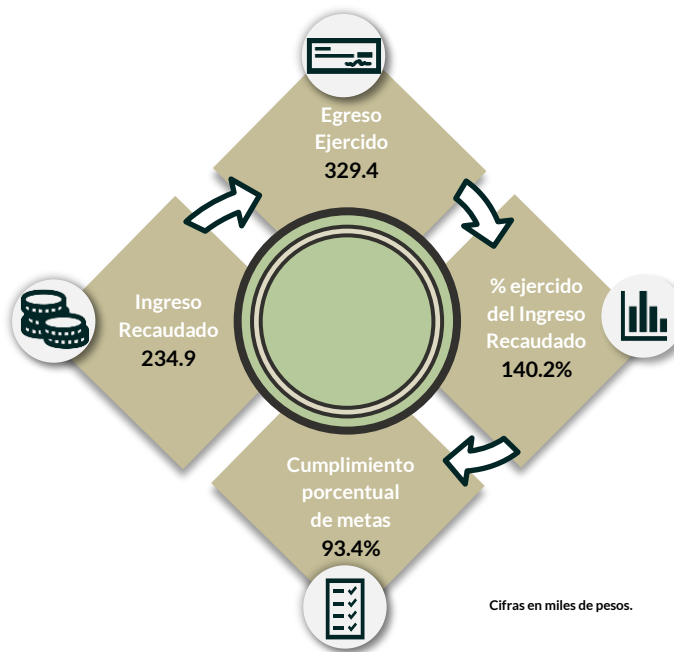 Egreso
Ejercido
329.4
Ingreso
Recaudado
234.9
% ejercido
del Ingreso
Recaudado
140.2%
Cumplimiento
porcentual
de metas
93.4%
Cifras en miles de pesos.